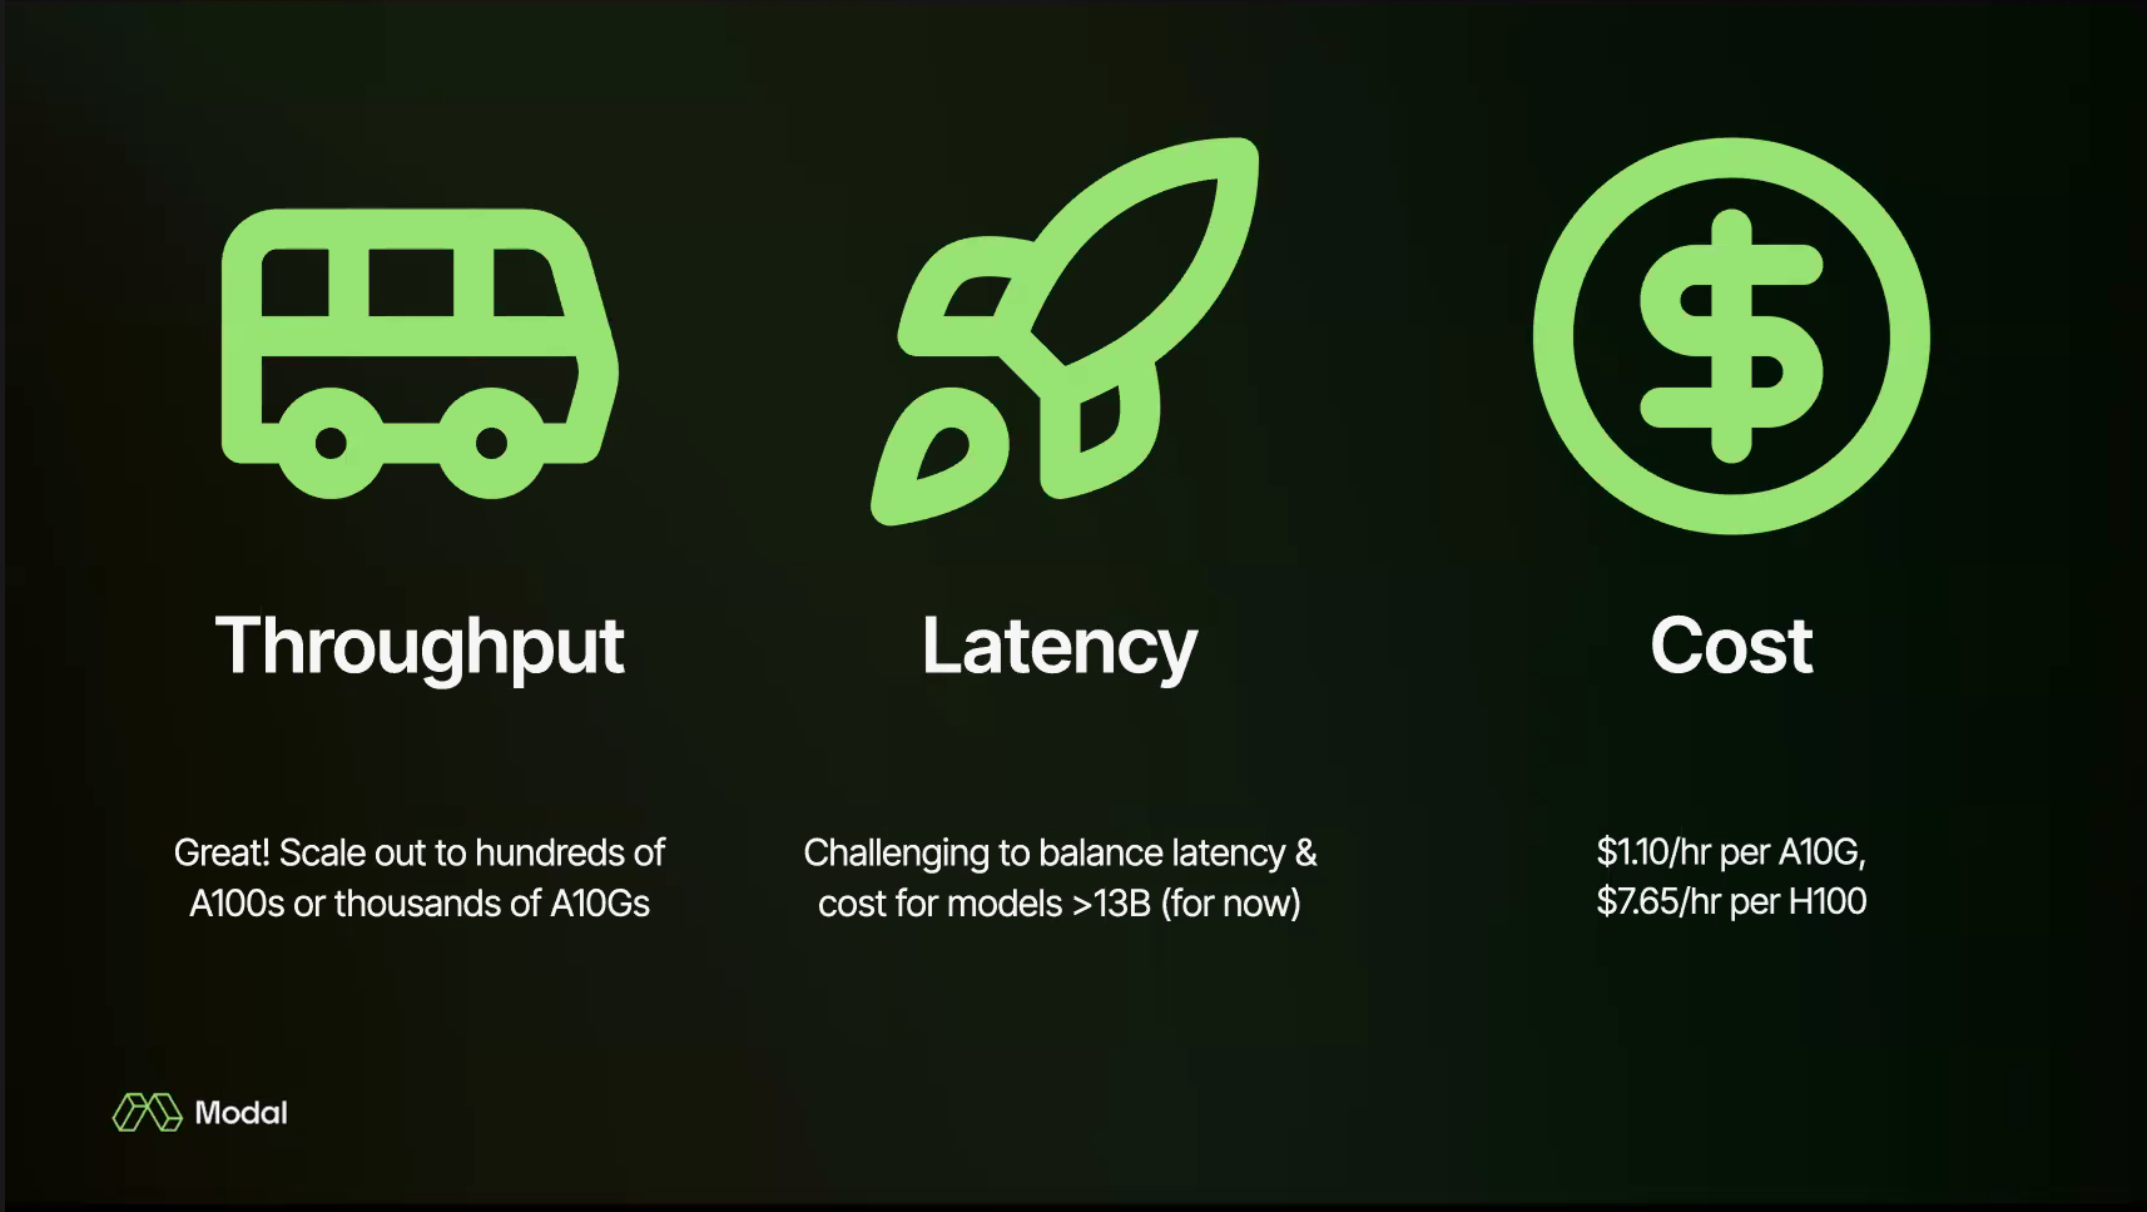 Throughput
Great! Scale out to hundreds of
A100s or thousands of A10Gs
Latency
Challenging to balance latency &
cost for models >13B (for now)
Cost
$1.10/hr per A10G,
$7.65/hr per H100
Modal